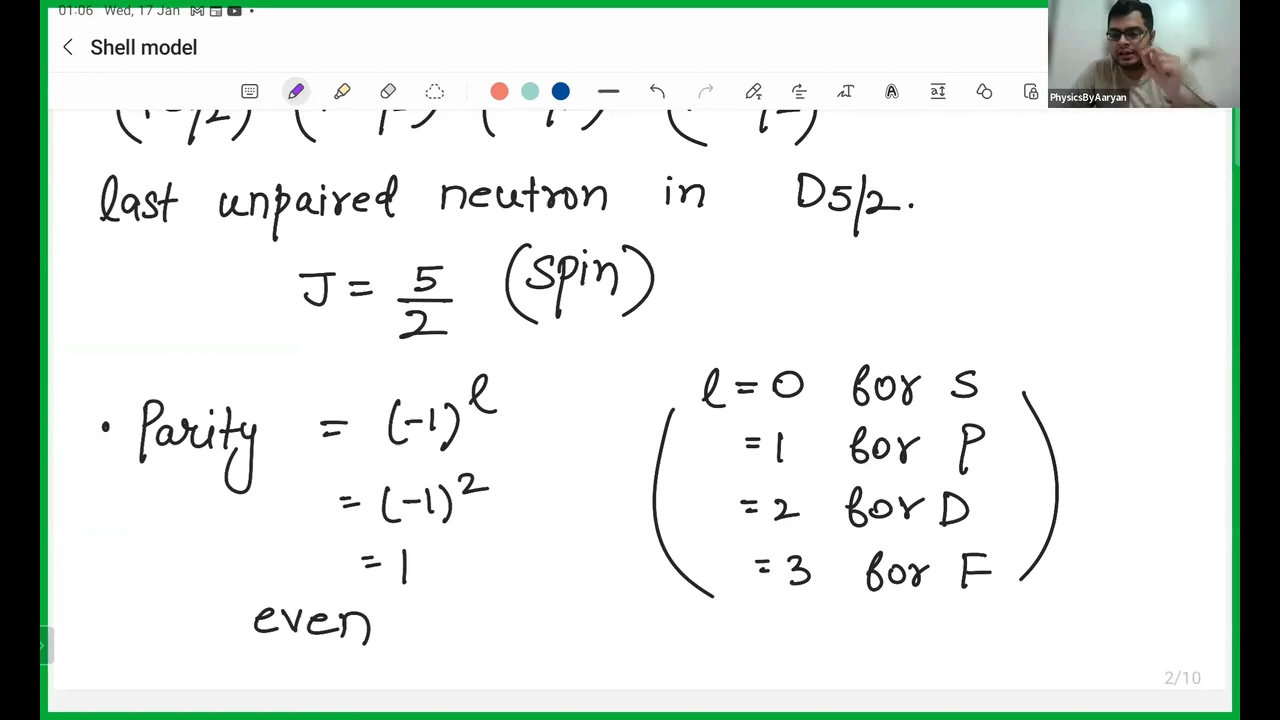 01:06 Wed, 17 Jan
Shell model
PhysicsByAaryan
last unpaired neutron in D5/2.
J = 5/2 (spin)
• Parity = (-1)^l
= (-1)^2
= 1
even
l = 0 for S
= 1 for P
= 2 for D
= 3 for F
2/10